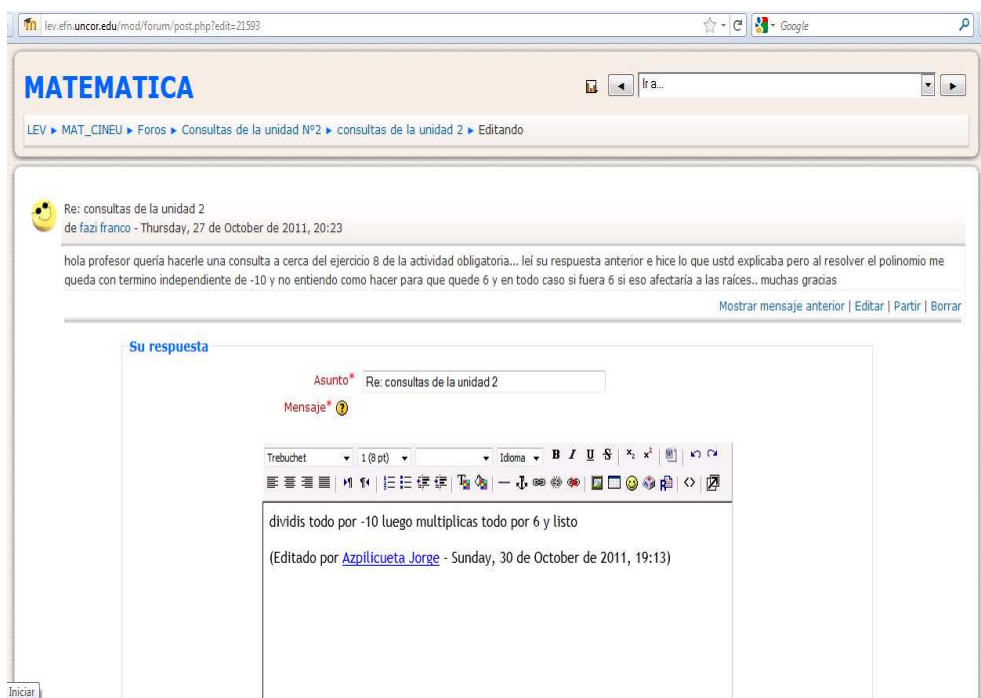 lev.efn.uncor.edu/mod/forum/post.php?edit=21593
Google
MATEMATICA
Ir a...
LEV ► MAT_CINEU ► Foros ► Consultas de la unidad Nº2 ► consultas de la unidad 2 ► Editando
Re: consultas de la unidad 2
de fazi franco - Thursday, 27 de October de 2011, 20:23
hola profesor quería hacerle una consulta a cerca del ejercicio 8 de la actividad obligatoria... leí su respuesta anterior e hice lo que ustd explicaba pero al resolver el polinomio me
queda con termino independiente de -10 y no entiendo como hacer para que quede 6 y en todo caso si fuera 6 si eso afectaría a las raíces.. muchas gracias
Mostrar mensaje anterior | Editar | Partir | Borrar
Su respuesta
Asunto* Re: consultas de la unidad 2
Mensaje* ?
Trebuchet 1 (8 pt) Idioma B I U S x₂ x²
dividis todo por -10 luego multiplicas todo por 6 y listo
(Editado por Azpilicueta Jorge - Sunday, 30 de October de 2011, 19:13)
Iniciar